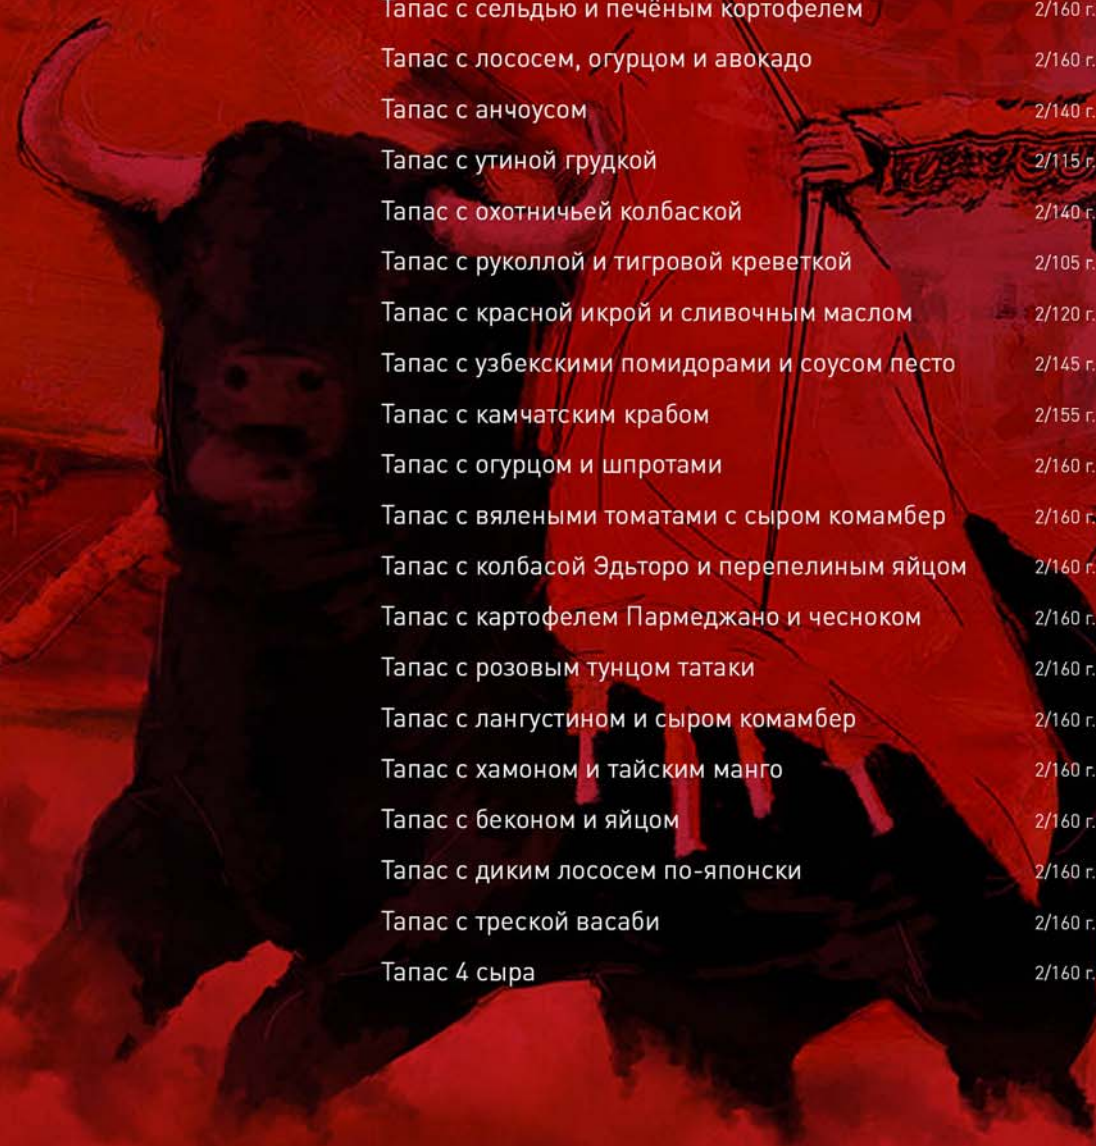 Тапас с сельдью и печёным кортофелем 2/160 г.
Тапас с лососем, огурцом и авокадо 2/160 г.
Тапас с анчоусом 2/140 г.
Тапас с утиной грудкой 2/115 г.
Тапас с охотничьей колбаской 2/140 г.
Тапас с руколлой и тигровой креветкой 2/105 г.
Тапас с красной икрой и сливочным маслом 2/120 г.
Тапас с узбекскими помидорами и соусом песто 2/145 г.
Тапас с камчатским крабом 2/155 г.
Тапас с огурцом и шпротами 2/160 г.
Тапас с вялеными томатами с сыром комамбер 2/160 г.
Тапас с колбасой Эдьторо и перепелиным яйцом 2/160 г.
Тапас с картофелем Пармеджано и чесноком 2/160 г.
Тапас с розовым тунцом татаки 2/160 г.
Тапас с лангустином и сыром комамбер 2/160 г.
Тапас с хамоном и тайским манго 2/160 г.
Тапас с беконом и яйцом 2/160 г.
Тапас с диким лососем по-японски 2/160 г.
Тапас с треской васаби 2/160 г.
Тапас 4 сыра 2/160 г.